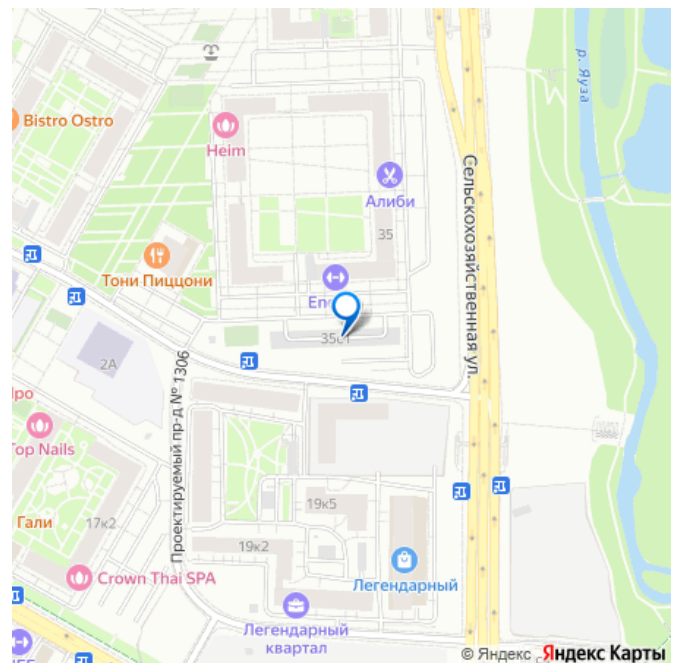 р. Яуза
Bistro Ostro
Heim
Алиби
35
Сельскохозяйственная ул.
Тони Пиццони
35с1
2А
Проектируемый пр-д № 1306
Top Nails
19к5
Гали
17к2
19к2
Crown Thai SPA
Легендарный
Легендарный
квартал
© Яндекс
Яндекс Карты